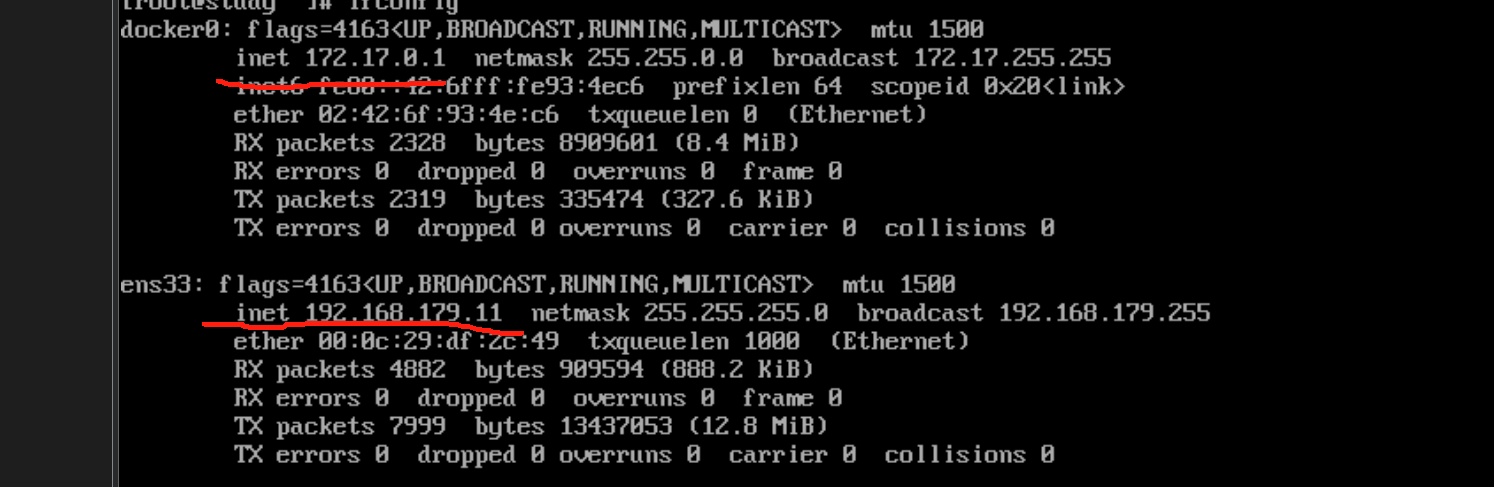 [root@study ~]# ifconfig
docker0: flags=4163<UP,BROADCAST,RUNNING,MULTICAST>  mtu 1500
inet 172.17.0.1  netmask 255.255.0.0  broadcast 172.17.255.255
inet6 fe80::42:6fff:fe93:4ec6  prefixlen 64  scopeid 0x20<link>
ether 02:42:6f:93:4e:c6  txqueuelen 0  (Ethernet)
RX packets 2328  bytes 8909601 (8.4 MiB)
RX errors 0  dropped 0  overruns 0  frame 0
TX packets 2319  bytes 335474 (327.6 KiB)
TX errors 0  dropped 0 overruns 0  carrier 0  collisions 0
ens33: flags=4163<UP,BROADCAST,RUNNING,MULTICAST>  mtu 1500
inet 192.168.179.11  netmask 255.255.255.0  broadcast 192.168.179.255
ether 00:0c:29:df:2c:49  txqueuelen 1000  (Ethernet)
RX packets 4882  bytes 909594 (888.2 KiB)
RX errors 0  dropped 0  overruns 0  frame 0
TX packets 7999  bytes 13437053 (12.8 MiB)
TX errors 0  dropped 0 overruns 0  carrier 0  collisions 0